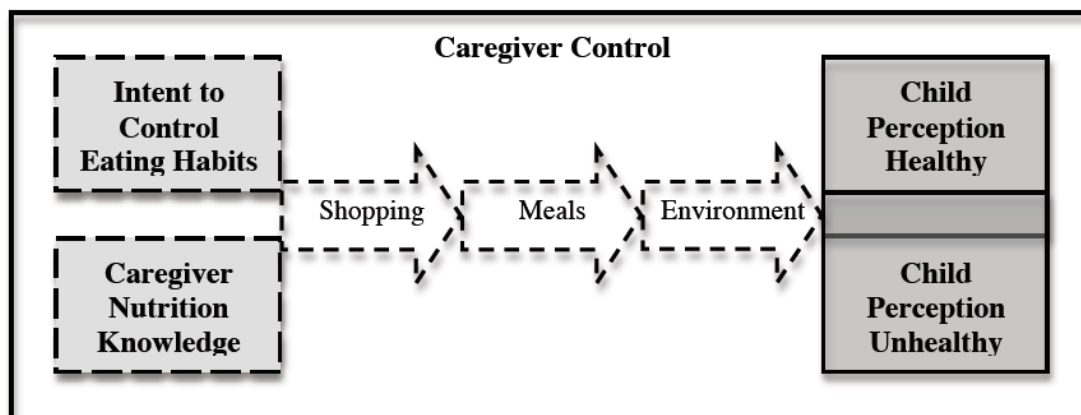 Caregiver Control
Intent to
Control
Eating Habits
Caregiver
Nutrition
Knowledge
Shopping
Meals
Environment
Child
Perception
Healthy
Child
Perception
Unhealthy